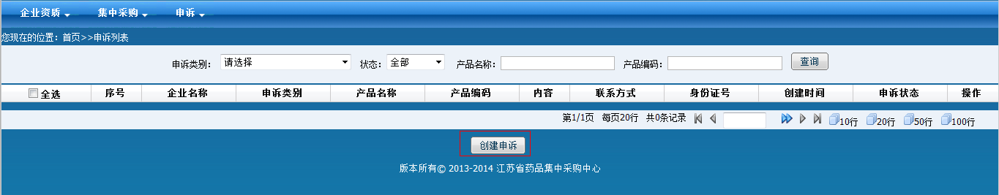 企业资质 集中采购 申诉
您现在的位置：首页>>申诉列表
申诉类别： 请选择 状态： 全部 产品名称： 产品编码： 查询
全选 序号 企业名称 申诉类别 产品名称 产品编码 内容 联系方式 身份证号 创建时间 申诉状态 操作
第1/1页 每页20行 共0条记录 10行 20行 50行 100行
创建申诉
版本所有© 2013-2014 江苏省药品集中采购中心